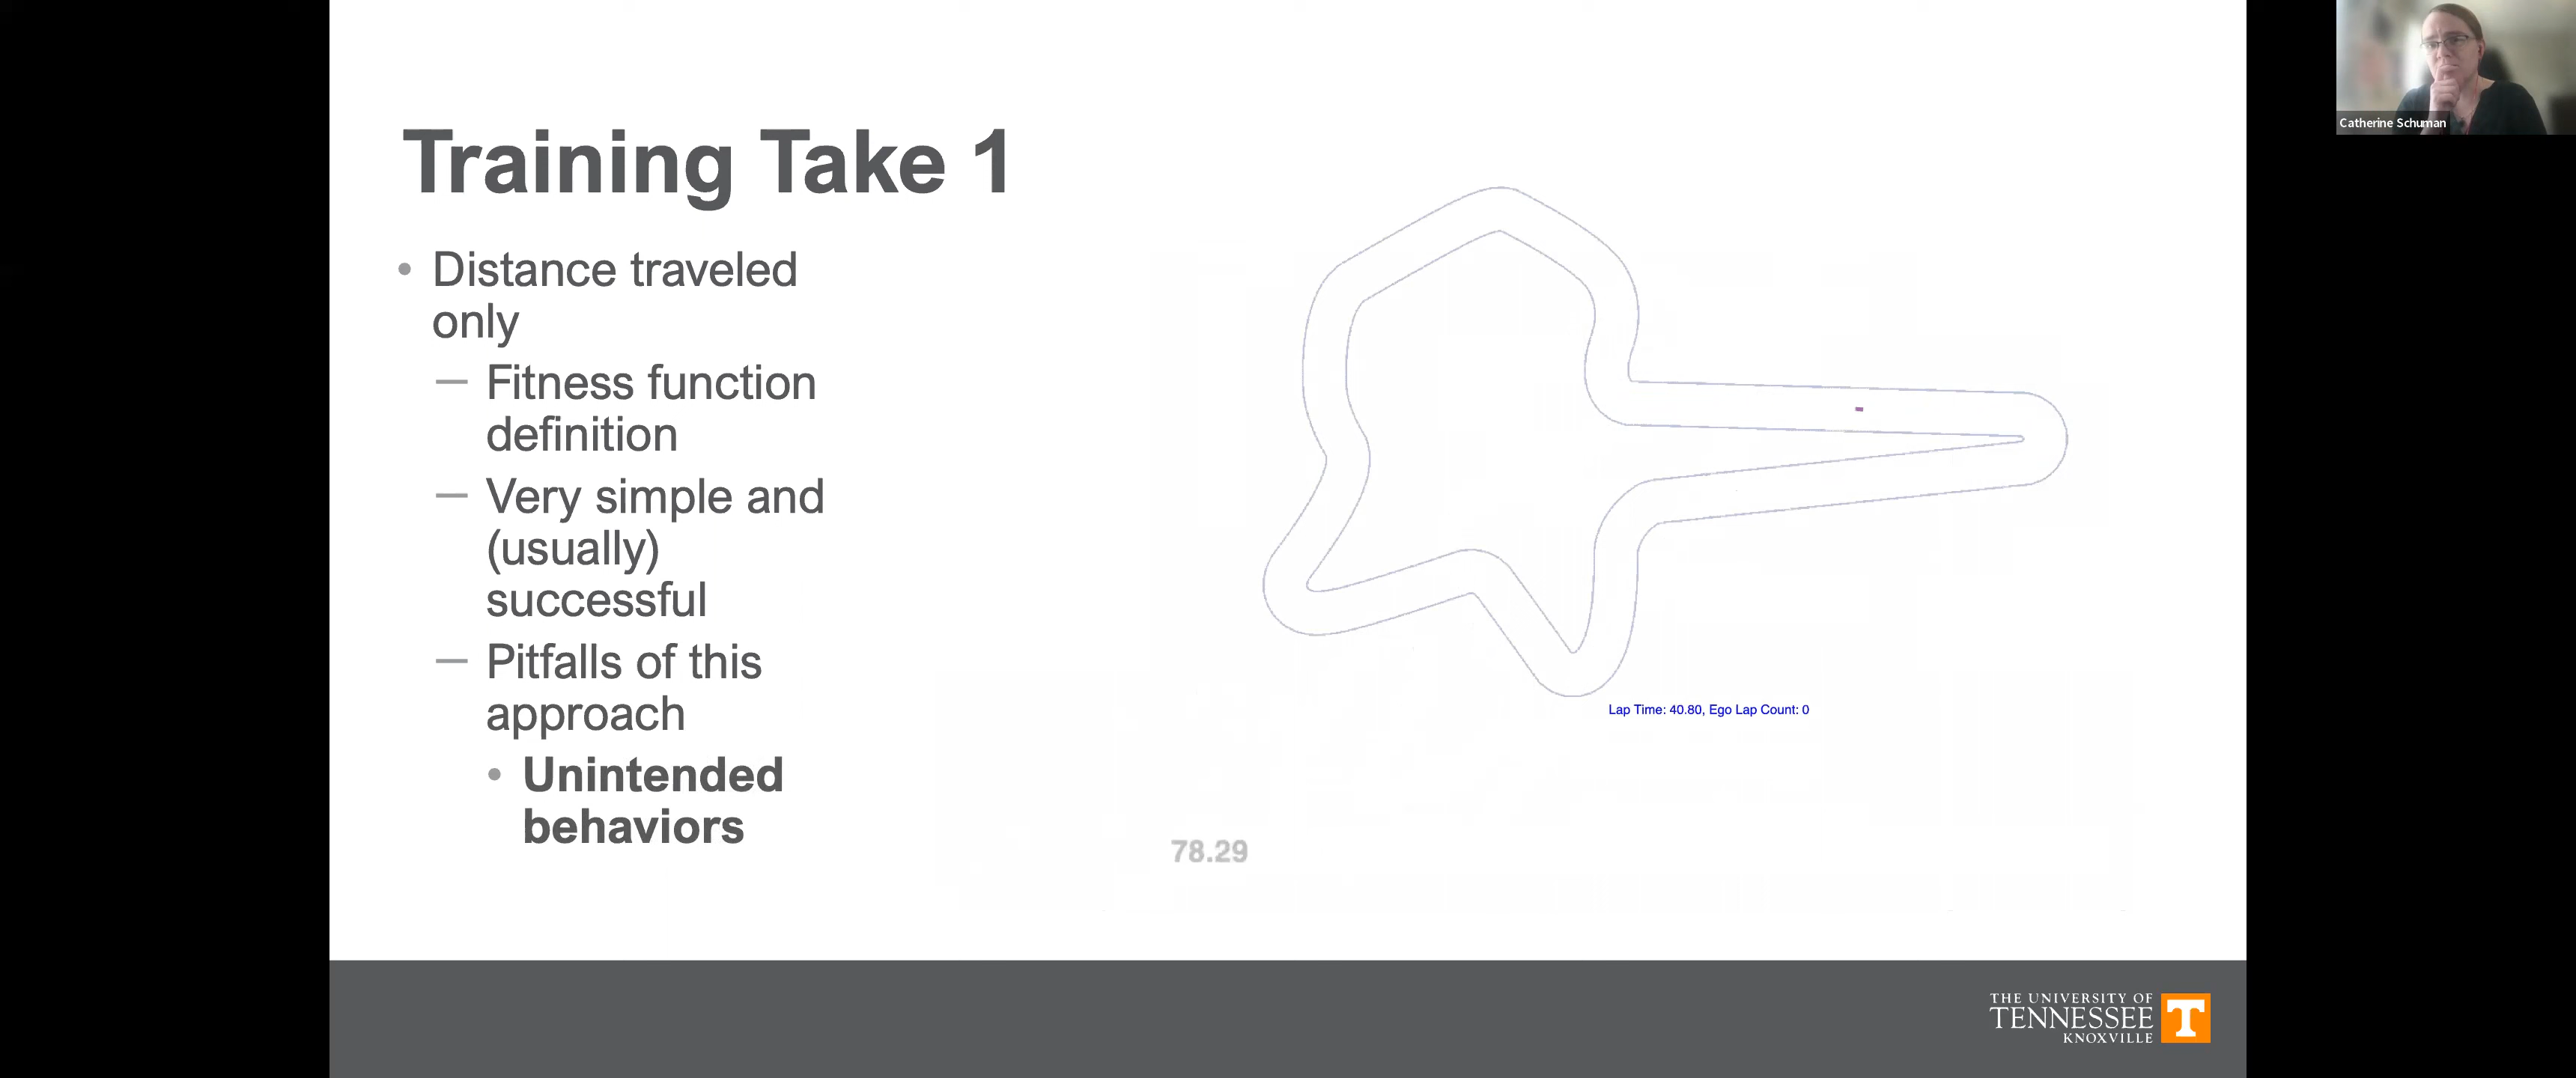 Training Take 1
• Distance traveled
only
— Fitness function
definition
— Very simple and
(usually)
successful
— Pitfalls of this
approach
• Unintended
behaviors
Lap Time: 40.80, Ego Lap Count: 0
78.29
Catherine Schuman
THE UNIVERSITY OF
TENNESSEE
KNOXVILLE
T